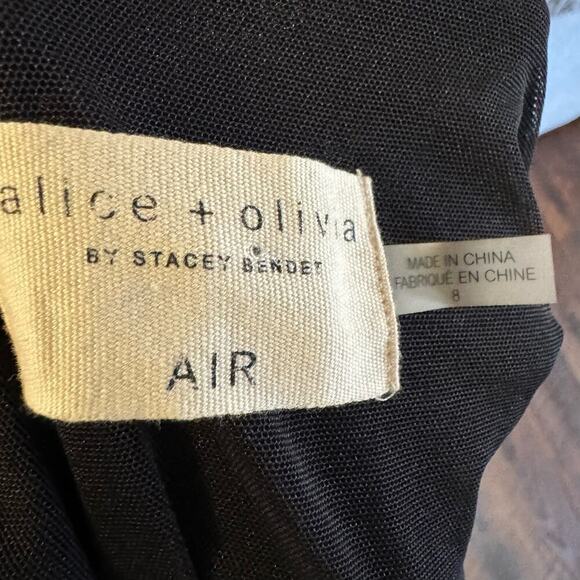 alice + olivia
BY STACEY BENDET
AIR
MADE IN CHINA
FABRIQUÉ EN CHINE
8